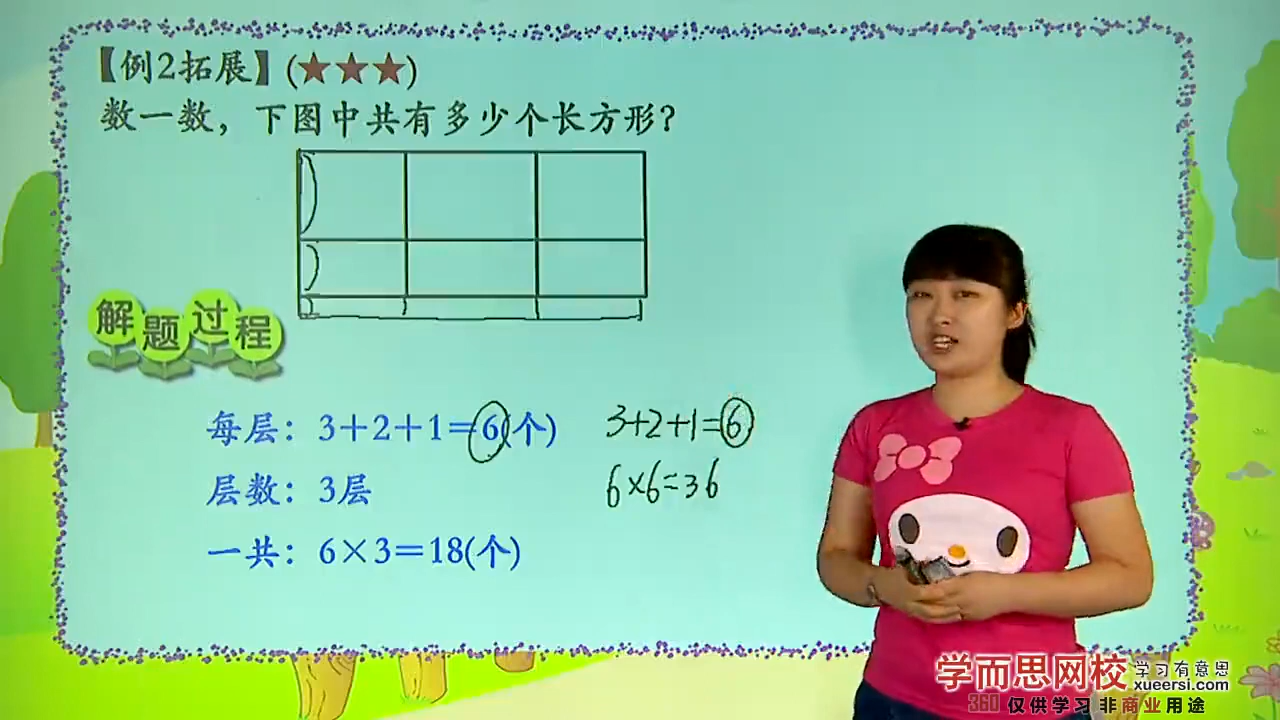 【例2拓展】(★★★)
数一数，下图中共有多少个长方形？
解题过程
每层：3+2+1=6(个)
3+2+1=6
层数：3层
6×6=36
一共：6×3=18(个)
学而思网校 学习有意思
xueersi.com
360 仅供学习 非商业用途